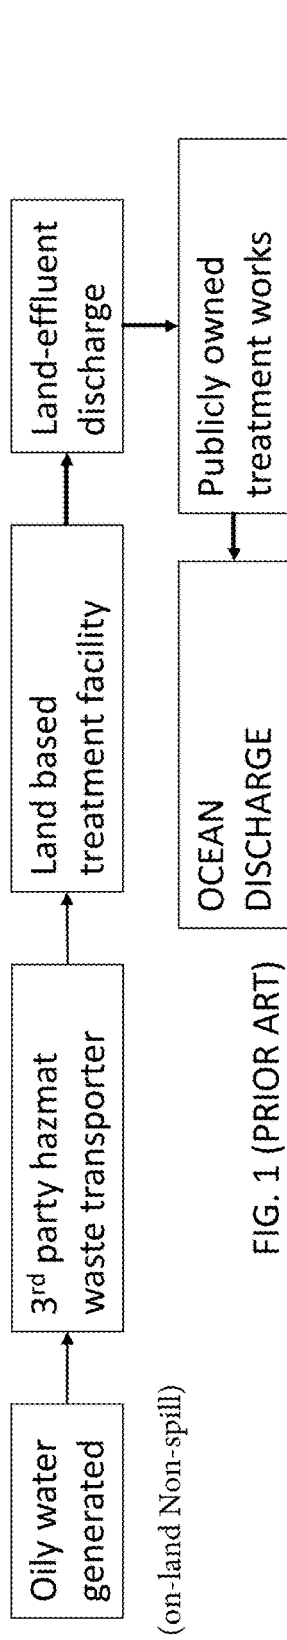 Oily water
generated
(on-land Non-spill)
3rd party hazmat
waste transporter
Land based
treatment facility
Land-effluent
discharge
Publicly owned
treatment works
OCEAN
DISCHARGE
FIG. 1 (PRIOR ART)